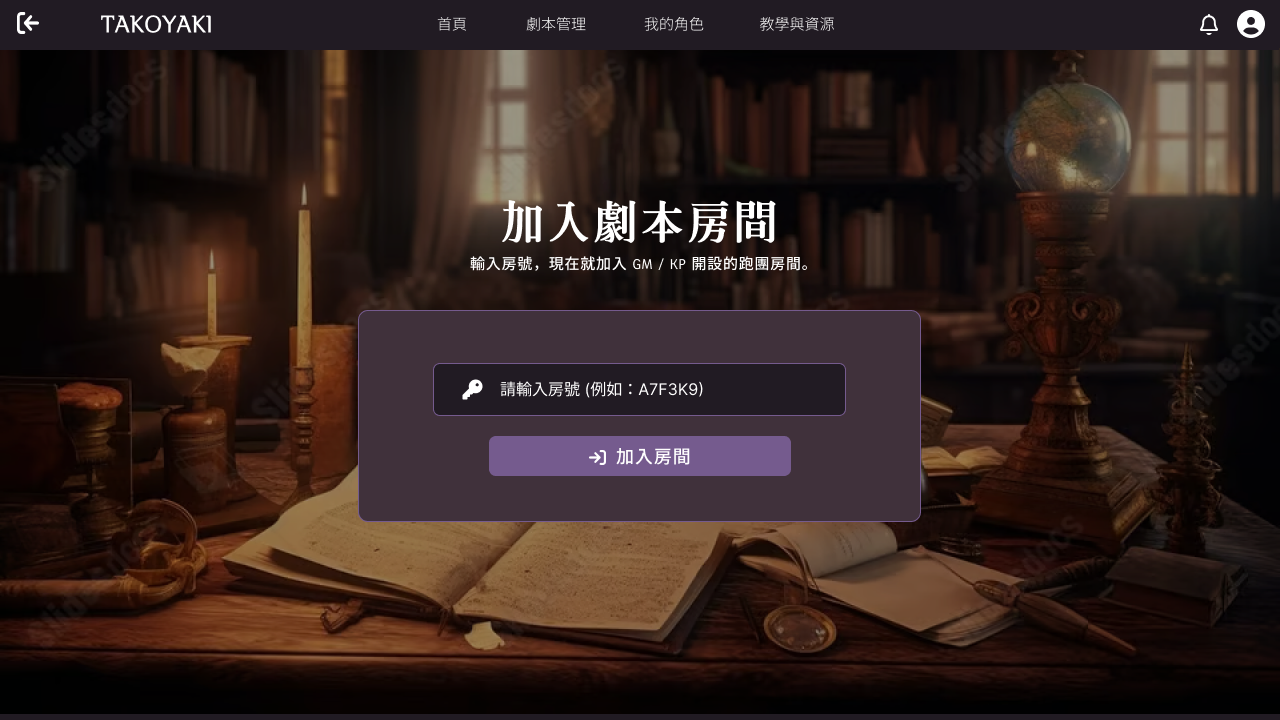 TAKOYAKI
首頁
劇本管理
我的角色
教學與資源
Slidesdocs
Slidesdocs
加入劇本房間
輸入房號，現在就加入 GM / KP 開設的跑團房間。
請輸入房號 (例如：A7F3K9)
加入房間